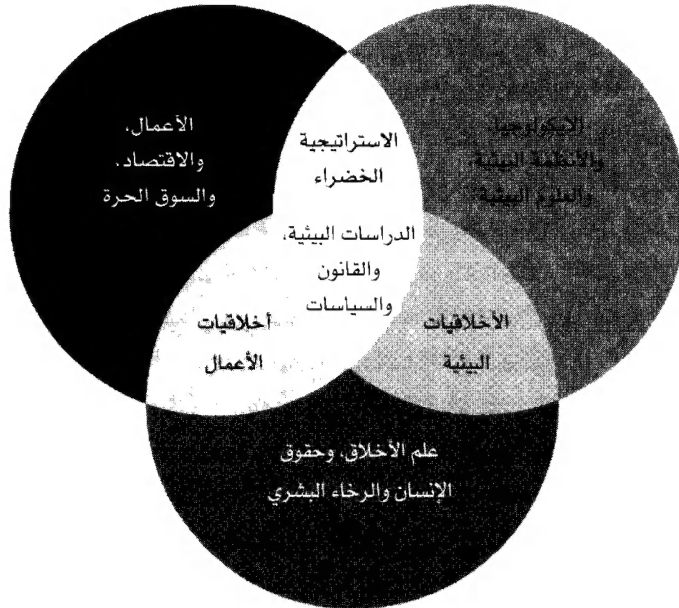 الأعمال،
والاقتصاد،
والسوق الحرة
الاستراتيجية
الخضراء
الإيكولوجيا،
والأنظمة البيئية
والعلوم البيئية
الدراسات البيئية،
والقانون
والسياسات
أخلاقيات
الأعمال
الأخلاقيات
البيئية
علم الأخلاق، وحقوق
الإنسان والرخاء البشري